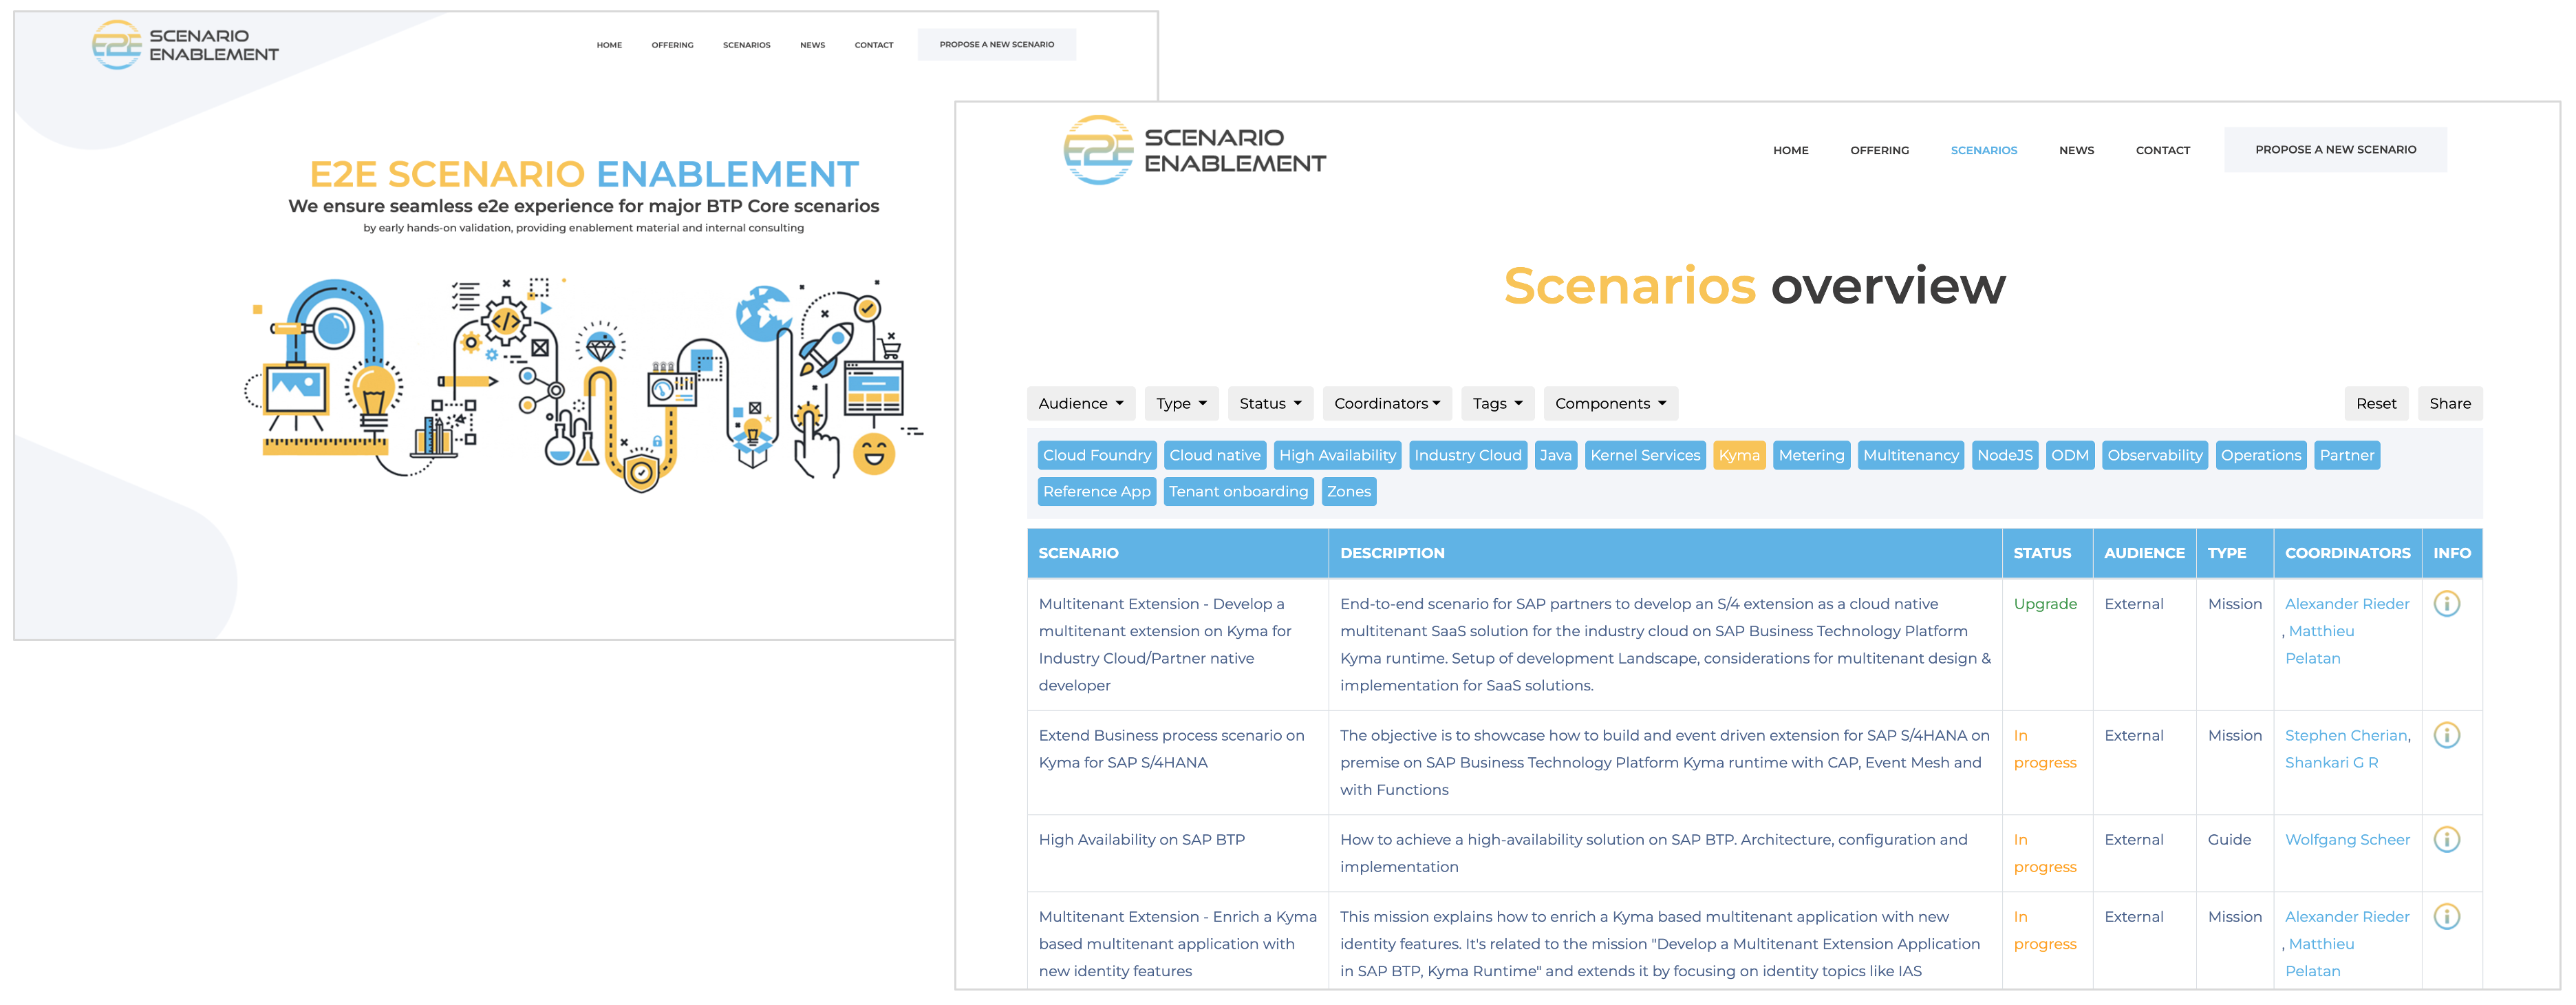 SCENARIO
ENABLEMENT
HOME OFFERING SCENARIOS NEWS CONTACT PROPOSE A NEW SCENARIO
E2E SCENARIO ENABLEMENT
We ensure seamless e2e experience for major BTP Core scenarios
by early hands-on validation, providing enablement material and internal consulting
E2E
SCENARIO
ENABLEMENT
HOME OFFERING SCENARIOS NEWS CONTACT PROPOSE A NEW SCENARIO
Scenarios overview
Audience Type Status Coordinators Tags Components Reset Share
Cloud Foundry Cloud native High Availability Industry Cloud Java Kernel Services Kyma Metering Multitenancy NodeJS ODM Observability Operations Partner
Reference App Tenant onboarding Zones
SCENARIO DESCRIPTION STATUS AUDIENCE TYPE COORDINATORS INFO
Multitenant Extension - Develop a
multitenant extension on Kyma for
Industry Cloud/Partner native
developer
End-to-end scenario for SAP partners to develop an S/4 extension as a cloud native
multitenant SaaS solution for the industry cloud on SAP Business Technology Platform
Kyma runtime. Setup of development Landscape, considerations for multitenant design &
implementation for SaaS solutions.
Upgrade
External
Mission
Alexander Rieder
, Matthieu
Pelatan
Extend Business process scenario on
Kyma for SAP S/4HANA
The objective is to showcase how to build and event driven extension for SAP S/4HANA on
premise on SAP Business Technology Platform Kyma runtime with CAP, Event Mesh and
with Functions
In
progress
External
Mission
Stephen Cherian,
Shankari G R
High Availability on SAP BTP
How to achieve a high-availability solution on SAP BTP. Architecture, configuration and
implementation
In
progress
External
Guide
Wolfgang Scheer
Multitenant Extension - Enrich a Kyma
based multitenant application with
new identity features
This mission explains how to enrich a Kyma based multitenant application with new
identity features. It's related to the mission "Develop a Multitenant Extension Application
in SAP BTP, Kyma Runtime" and extends it by focusing on identity topics like IAS
In
progress
External
Mission
Alexander Rieder
, Matthieu
Pelatan